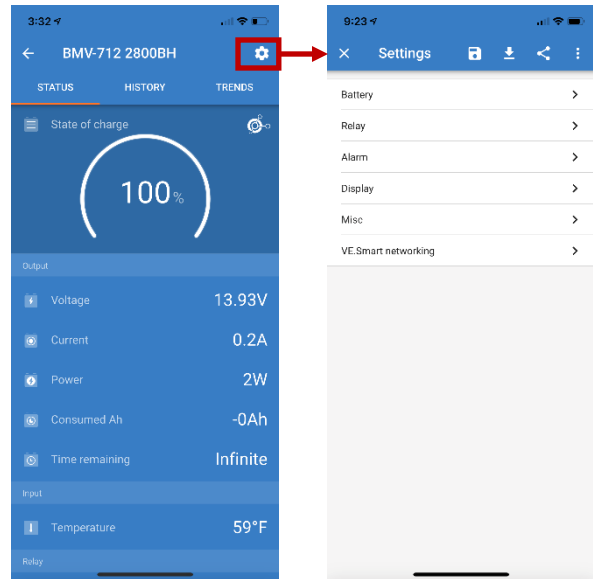 3:32
BMV-712 2800BH
STATUS HISTORY TRENDS
State of charge
100%
Output
Voltage 13.93V
Current 0.2A
Power 2W
Consumed Ah -0Ah
Time remaining Infinite
Input
Temperature 59°F
Relay
9:23
Settings
Battery
Relay
Alarm
Display
Misc
VE.Smart networking